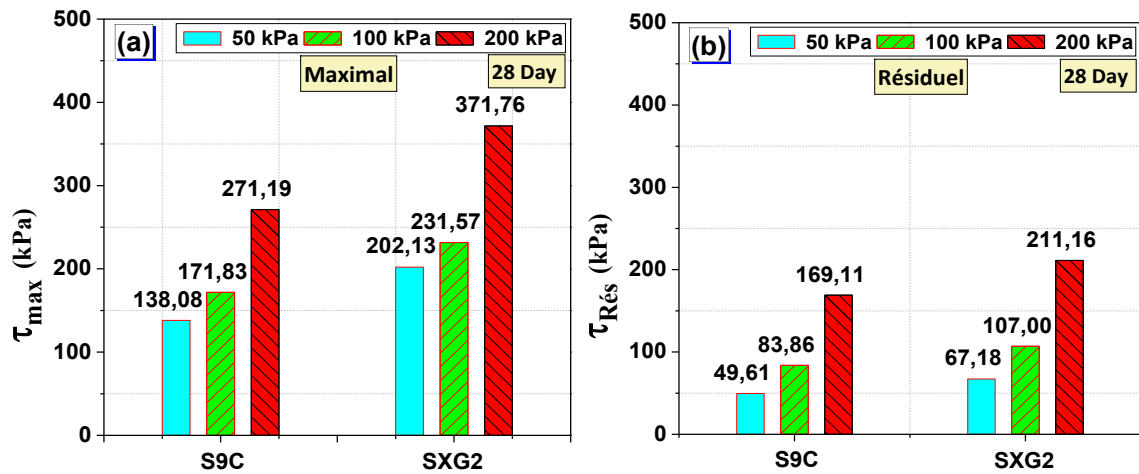 (a)
50 kPa 100 kPa 200 kPa
Maximal
28 Day
τmax (kPa)
500
400
300
200
100
0
138,08
171,83
271,19
202,13
231,57
371,76
S9C SXG2
(b)
50 kPa 100 kPa 200 kPa
Résiduel
28 Day
τRés (kPa)
500
400
300
200
100
0
49,61
83,86
169,11
67,18
107,00
211,16
S9C SXG2